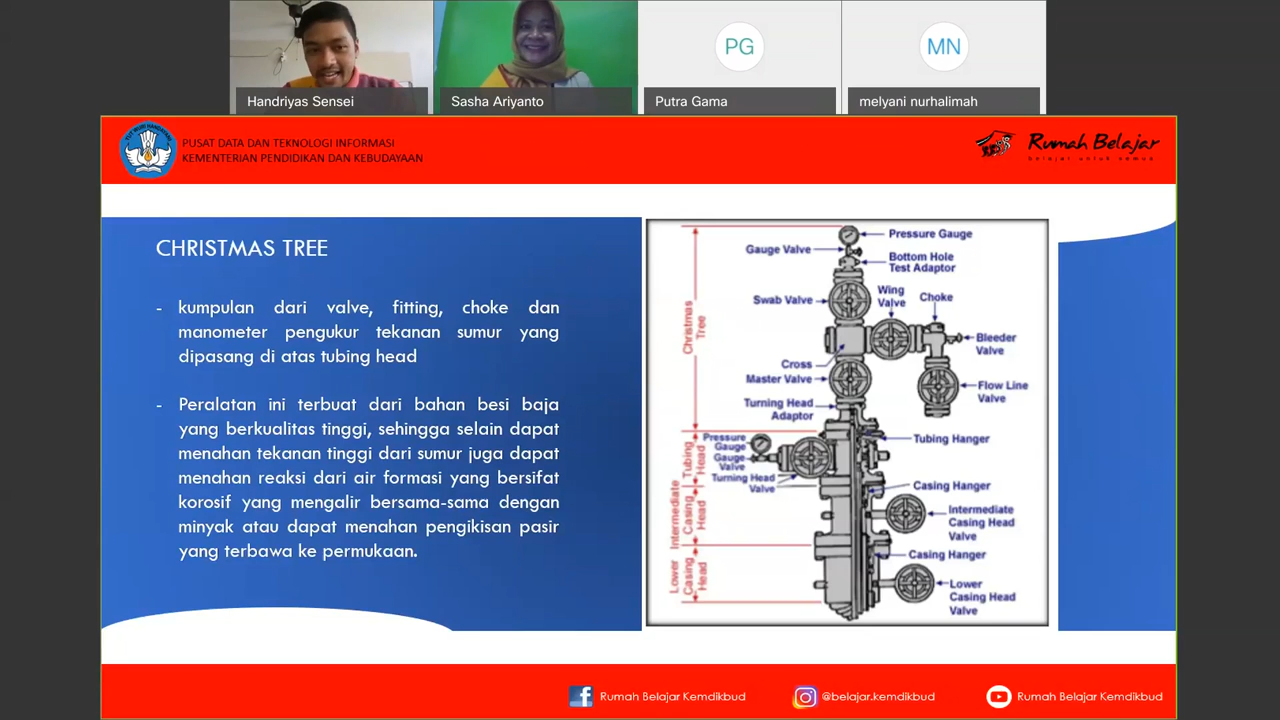 PG
MN
Handriyas Sensei
Sasha Ariyanto
Putra Gama
melyani nurhalimah
PUSAT DATA DAN TEKNOLOGI INFORMASI
KEMENTERIAN PENDIDIKAN DAN KEBUDAYAAN
Rumah Belajar
belajar untuk semua
CHRISTMAS TREE
- kumpulan dari valve, fitting, choke dan
manometer pengukur tekanan sumur yang
dipasang di atas tubing head
- Peralatan ini terbuat dari bahan besi baja
yang berkualitas tinggi, sehingga selain dapat
menahan tekanan tinggi dari sumur juga dapat
menahan reaksi dari air formasi yang bersifat
korosif yang mengalir bersama-sama dengan
minyak atau dapat menahan pengikisan pasir
yang terbawa ke permukaan.
Pressure Gauge
Gauge Valve
Bottom Hole
Test Adaptor
Swab Valve
Wing
Valve
Choke
Christmas
Tree
Bleeder
Valve
Cross
Master Valve
Flow Line
Valve
Turning Head
Adaptor
Pressure
Gauge
Gauge
Valve
Turning Head
Valve
Tubing
Head
Tubing Hanger
Casing Hanger
Intermediate
Casing
Head
Intermediate
Casing Head
Valve
Casing Hanger
Lower
Casing
Head
Lower
Casing Head
Valve
Rumah Belajar Kemdikbud
@belajar.kemdikbud
Rumah Belajar Kemdikbud